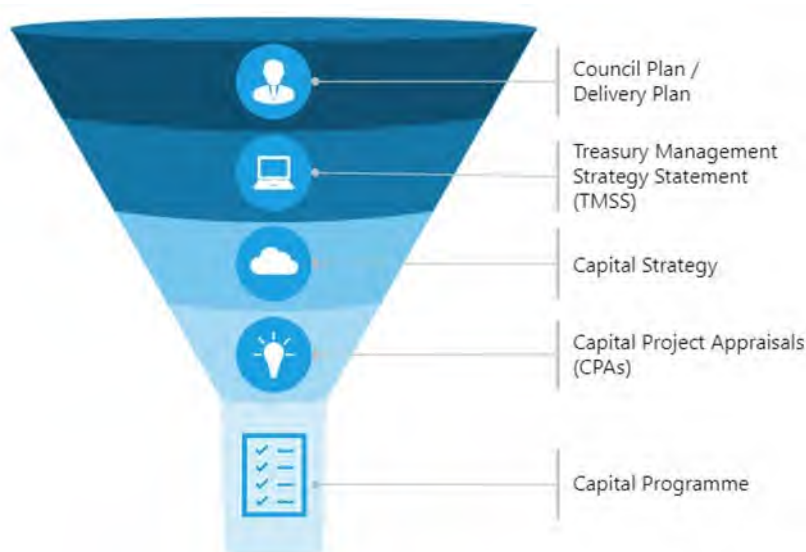 Council Plan /
Delivery Plan
Treasury Management
Strategy Statement
(TMSS)
Capital Strategy
Capital Project Appraisals
(CPAs)
Capital Programme